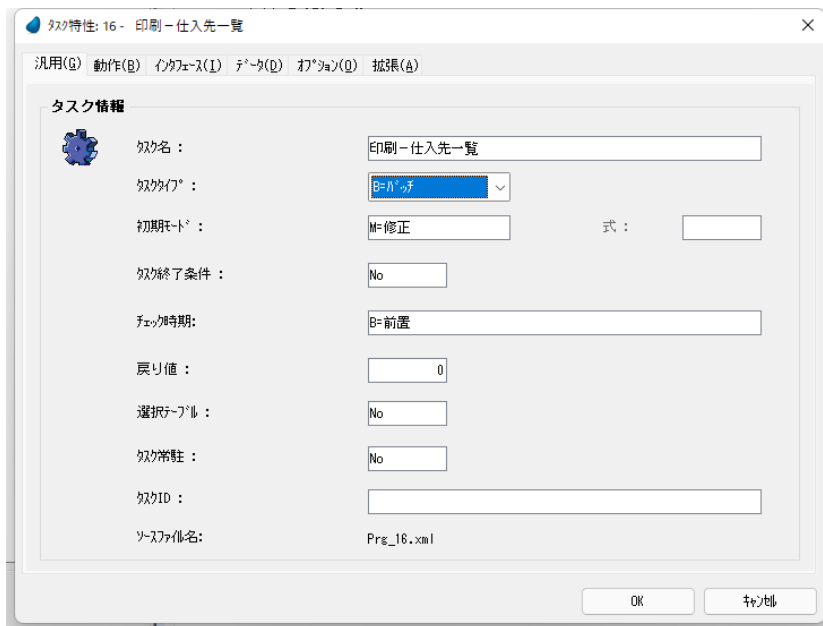 ﾀｽｸ特性: 16 -  印刷－仕入先一覧
汎用(G) 動作(B) ｲﾝﾀﾌｪｰｽ(I) ﾃﾞｰﾀ(D) ｵﾌﾟｼｮﾝ(O) 拡張(A)
タスク情報
ﾀｽｸ名 : 印刷－仕入先一覧
ﾀｽｸﾀｲﾌﾟ : B=ﾊﾞｯﾁ
初期ﾓｰﾄﾞ : M=修正 式 :
ﾀｽｸ終了条件 : No
ﾁｪｯｸ時期: B=前置
戻り値 : 0
選択ﾃｰﾌﾞﾙ : No
ﾀｽｸ常駐 : No
ﾀｽｸID :
ｿｰｽﾌｧｲﾙ名: Prg_16.xml
OK ｷｬﾝｾﾙ